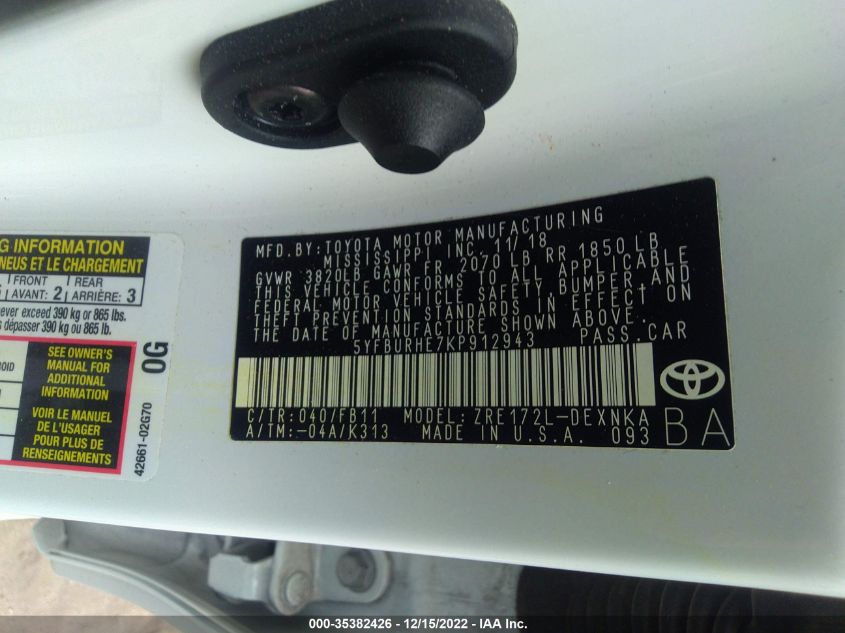 G INFORMATION
NEUS ET LE CHARGEMENT
FRONT
AVANT: 2
REAR
ARRIÈRE: 3
ever exceed 390 kg or 865 lbs.
s dépasser 390 kg ou 865 lb.
SEE OWNER'S
MANUAL FOR
ADDITIONAL
INFORMATION
VOIR LE MANUEL
DE L'USAGER
POUR PLUS DE
RENSEIGNEMENTS
0G
42661-02G70
MFD.BY:TOYOTA MOTOR MANUFACTURING
MISSISSIPPI INC. 11/18
GVWR 3820LB GAWR FR 2070 LB RR 1850 LB
THIS VEHICLE CONFORMS TO ALL APPLICABLE
FEDERAL MOTOR VEHICLE SAFETY, BUMPER,AND
THEFT PREVENTION STANDARDS IN EFFECT ON
THE DATE OF MANUFACTURE SHOWN ABOVE.
5YFBURHE7KP912943 PASS.CAR
C/TR:040/FB11 MODEL:ZRE172L-DEXNKA
A/TM:-04A/K313 MADE IN U.S.A. 093
BA
000-35382426 - 12/15/2022 - IAA Inc.